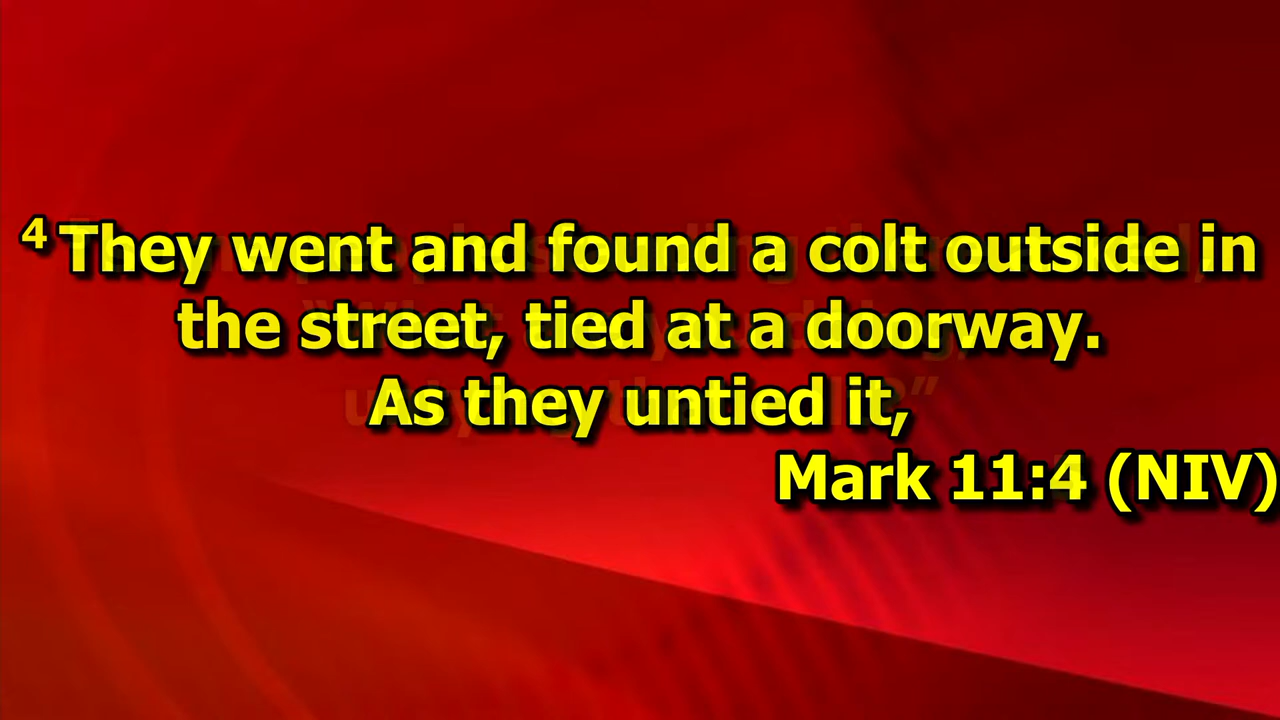 4 They went and found a colt outside in
the street, tied at a doorway.
As they untied it,
Mark 11:4 (NIV)